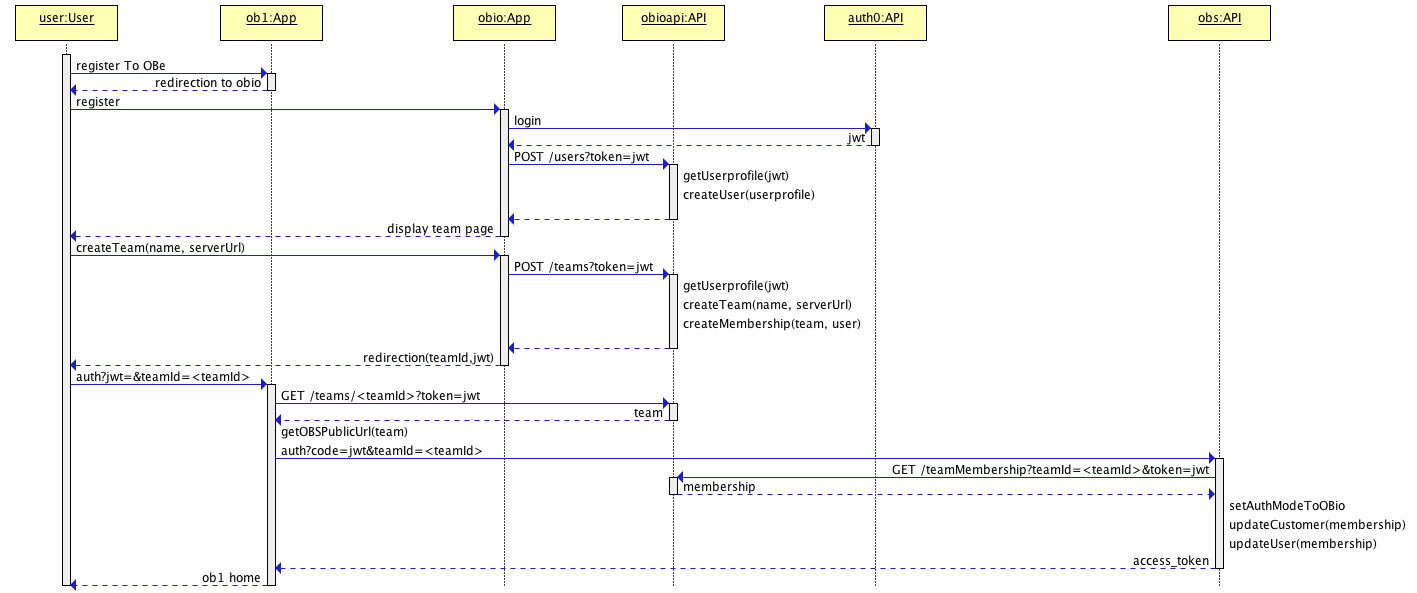 user:User
ob1:App
obio:App
obioapi:API
auth0:API
obs:API
register To OBe
redirection to obio
register
login
jwt
POST /users?token=jwt
getUserprofile(jwt)
createUser(userprofile)
display team page
createTeam(name, serverUrl)
POST /teams?token=jwt
getUserprofile(jwt)
createTeam(name, serverUrl)
createMembership(team, user)
redirection(teamId,jwt)
auth?jwt=&teamId=<teamId>
GET /teams/<teamId>?token=jwt
team
getOBSPublicUrl(team)
auth?code=jwt&teamId=<teamId>
GET /teamMembership?teamId=<teamId>&token=jwt
membership
setAuthModeToOBio
updateCustomer(membership)
updateUser(membership)
access_token
ob1 home